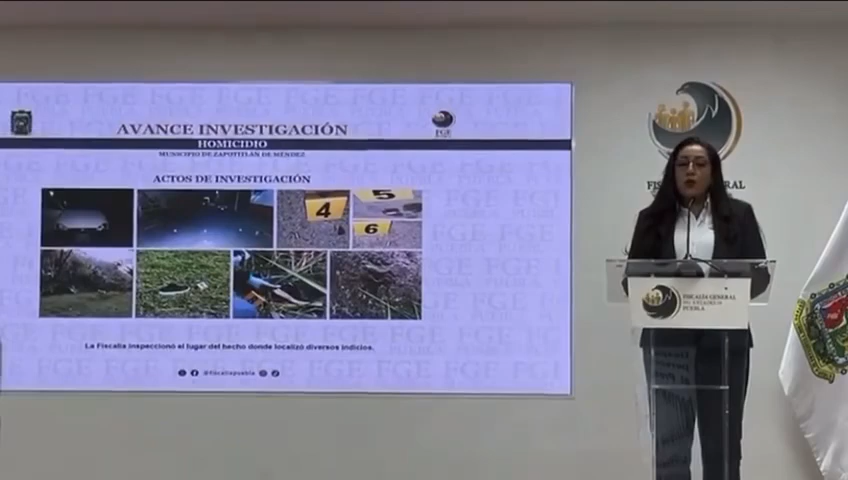 AVANCE INVESTIGACIÓN
FGE
HOMICIDIO
MUNICIPIO DE ZAPOTITLÁN DE MÉNDEZ
ACTOS DE INVESTIGACIÓN
4
5
6
La Fiscalía inspeccionó el lugar del hecho donde localizó diversos indicios.
@fiscaliapuebla
FISCALÍA GENERAL
FISCALÍA GENERAL
DEL ESTADO DE
PUEBLA